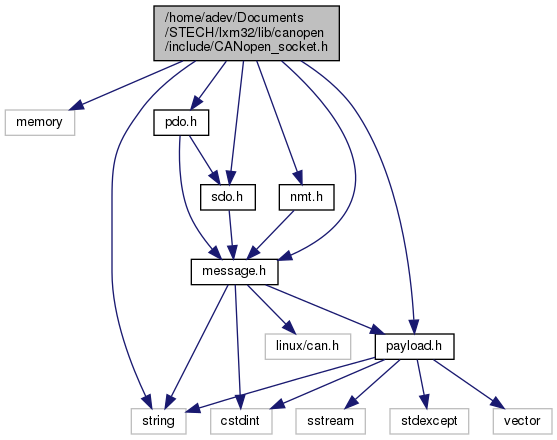 /home/adev/Documents
/STECH/lxm32/lib/canopen
/include/CANopen_socket.h
memory
pdo.h
sdo.h
nmt.h
message.h
linux/can.h
payload.h
string
cstdint
sstream
stdexcept
vector